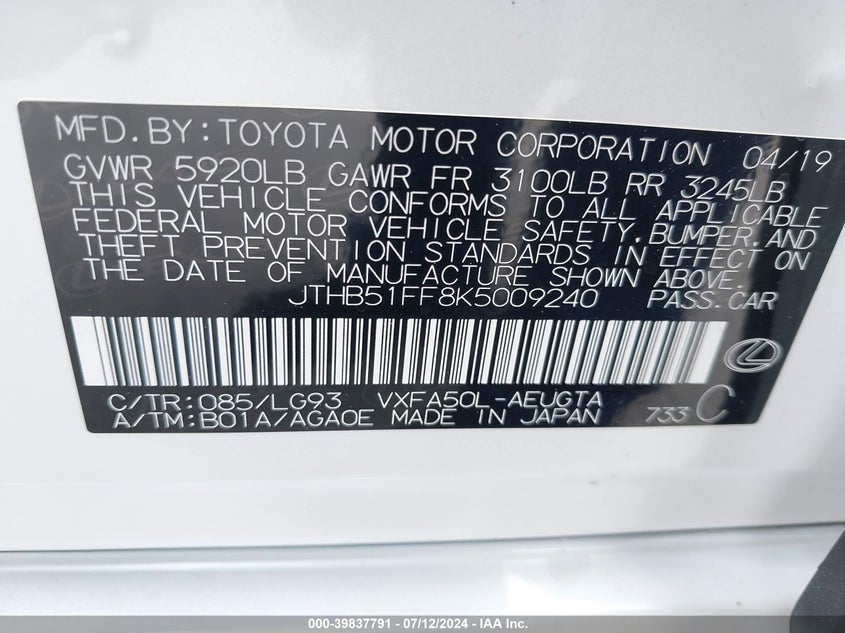 MFD.BY:TOYOTA MOTOR CORPORATION 04/19
GVWR 5920LB GAWR FR 3100LB RR 3245LB
THIS VEHICLE CONFORMS TO ALL APPLICABLE
FEDERAL MOTOR VEHICLE SAFETY,BUMPER,AND
THEFT PREVENTION STANDARDS IN EFFECT ON
THE DATE OF MANUFACTURE SHOWN ABOVE.
JTHB51FF8K5009240 PASS.CAR
C/TR:085/LG93 VXFA50L-AEUGTA
A/TM:B01A/AGA0E MADE IN JAPAN 733 C
000-39837791 - 07/12/2024 - IAA Inc.